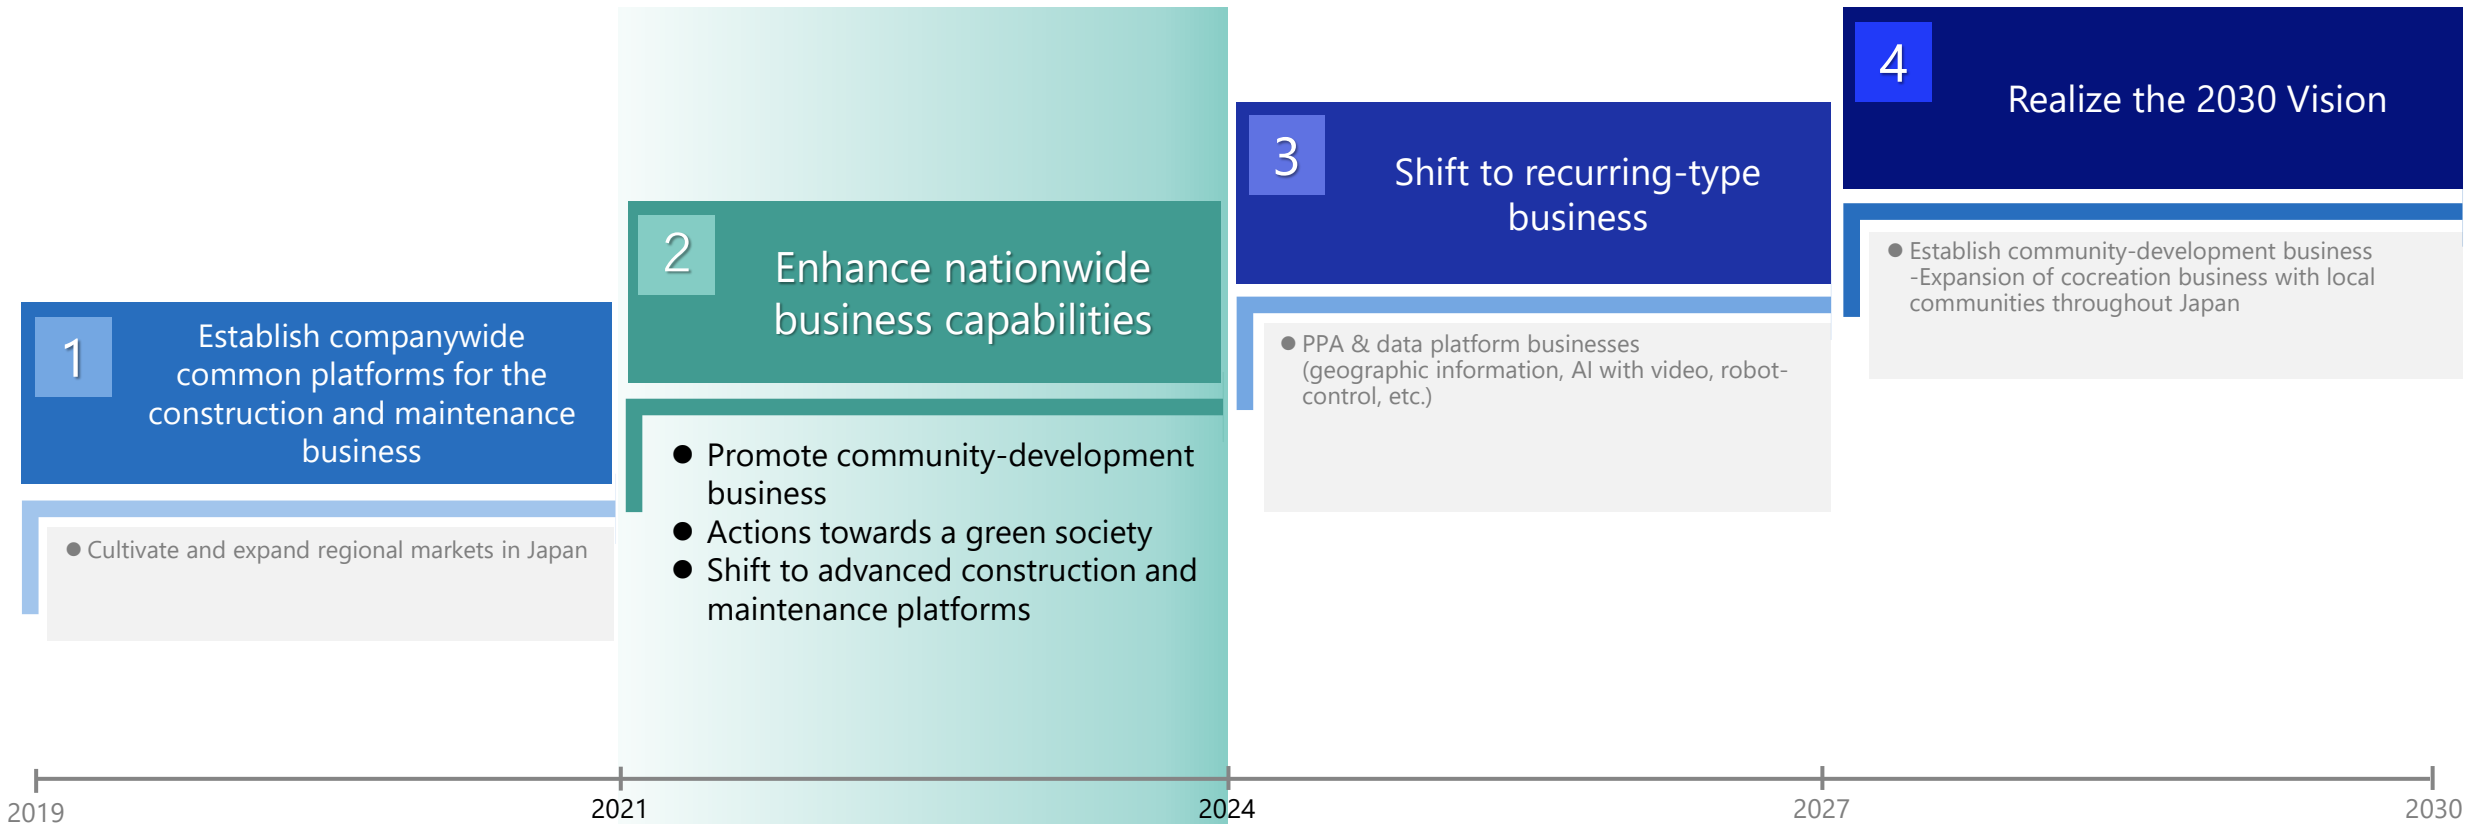 1
Establish companywide
common platforms for the
construction and maintenance
business
● Cultivate and expand regional markets in Japan
2
Enhance nationwide
business capabilities
● Promote community-development
business
● Actions towards a green society
● Shift to advanced construction and
maintenance platforms
3
Shift to recurring-type
business
● PPA & data platform businesses
(geographic information, AI with video, robot-
control, etc.)
4
Realize the 2030 Vision
● Establish community-development business
-Expansion of cocreation business with local
communities throughout Japan
2019
2021
2024
2027
2030